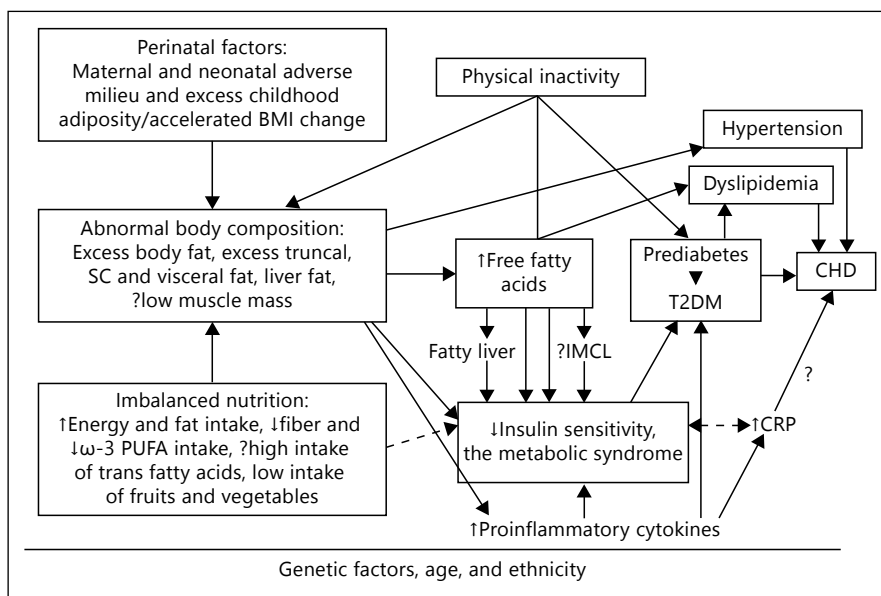 Perinatal factors:
Maternal and neonatal adverse
milieu and excess childhood
adiposity/accelerated BMI change
Physical inactivity
Hypertension
Dyslipidemia
Abnormal body composition:
Excess body fat, excess truncal,
SC and visceral fat, liver fat,
?low muscle mass
↑Free fatty
acids
Prediabetes
T2DM
CHD
Fatty liver
?IMCL
?
Imbalanced nutrition:
↑Energy and fat intake, ↓fiber and
↓ω-3 PUFA intake, ?high intake
of trans fatty acids, low intake
of fruits and vegetables
↓Insulin sensitivity,
the metabolic syndrome
↑CRP
↑Proinflammatory cytokines
Genetic factors, age, and ethnicity